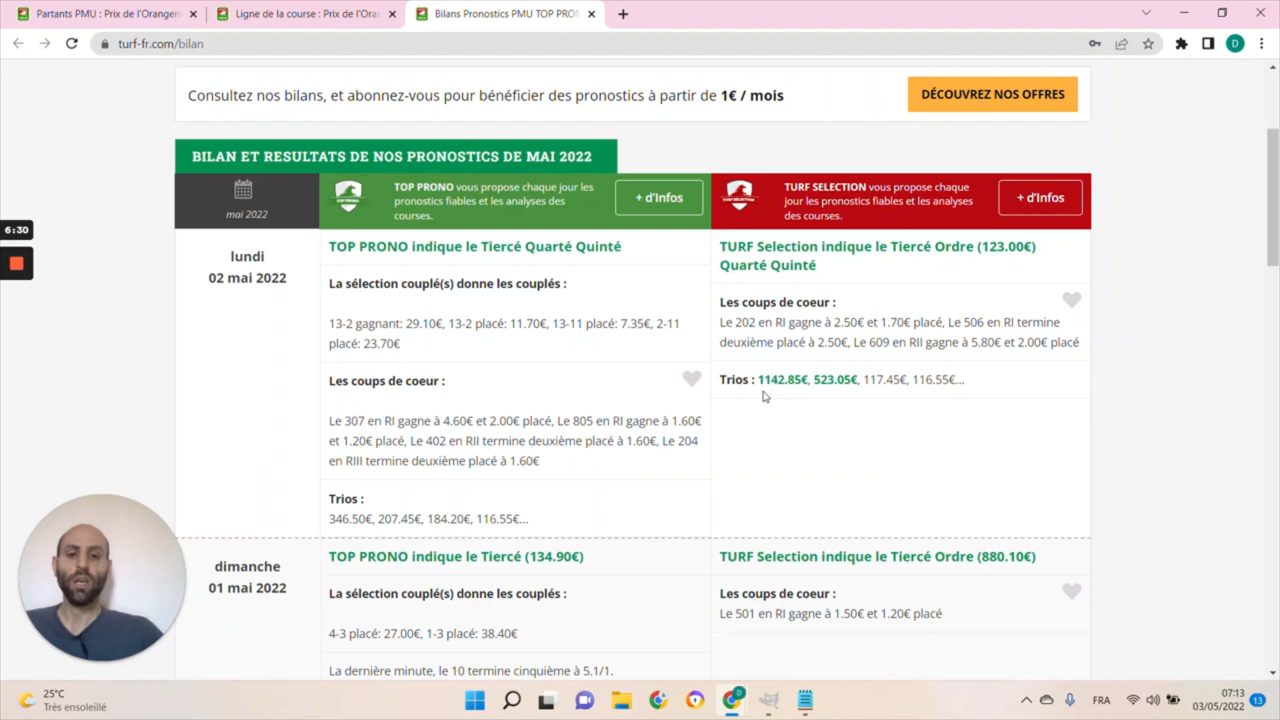 Partants PMU : Prix de l'Oranger
Ligne de la course : Prix de l'Ora
Bilans Pronostics PMU TOP PRO
turf-fr.com/bilan
D
Consultez nos bilans, et abonnez-vous pour bénéficier des pronostics à partir de 1€ / mois
DÉCOUVREZ NOS OFFRES
BILAN ET RESULTATS DE NOS PRONOSTICS DE MAI 2022
mai 2022
TOP PRONO
TOP PRONO vous propose chaque jour les
pronostics fiables et les analyses des
courses.
+ d'Infos
TURF SELECTION
TURF SELECTION vous propose chaque
jour les pronostics fiables et les analyses
des courses.
+ d'Infos
6:30
lundi
02 mai 2022
TOP PRONO indique le Tiercé Quarté Quinté
La sélection couplé(s) donne les couplés :
13-2 gagnant: 29.10€, 13-2 placé: 11.70€, 13-11 placé: 7.35€, 2-11
placé: 23.70€
Les coups de coeur :
Le 307 en RI gagne à 4.60€ et 2.00€ placé, Le 805 en RI gagne à 1.60€
et 1.20€ placé, Le 402 en RII termine deuxième placé à 1.60€, Le 204
en RIII termine deuxième placé à 1.60€
Trios :
346.50€, 207.45€, 184.20€, 116.55€...
TURF Selection indique le Tiercé Ordre (123.00€)
Quarté Quinté
Les coups de coeur :
Le 202 en RI gagne à 2.50€ et 1.70€ placé, Le 506 en RI termine
deuxième placé à 2.50€, Le 609 en RII gagne à 5.80€ et 2.00€ placé
Trios : 1142.85€, 523.05€, 117.45€, 116.55€...
dimanche
01 mai 2022
TOP PRONO indique le Tiercé (134.90€)
La sélection couplé(s) donne les couplés :
4-3 placé: 27.00€, 1-3 placé: 38.40€
La dernière minute, le 10 termine cinquième à 5.1/1.
TURF Selection indique le Tiercé Ordre (880.10€)
Les coups de coeur :
Le 501 en RI gagne à 1.50€ et 1.20€ placé
25°C
Très ensoleillé
D
FRA
07:13
03/05/2022
13